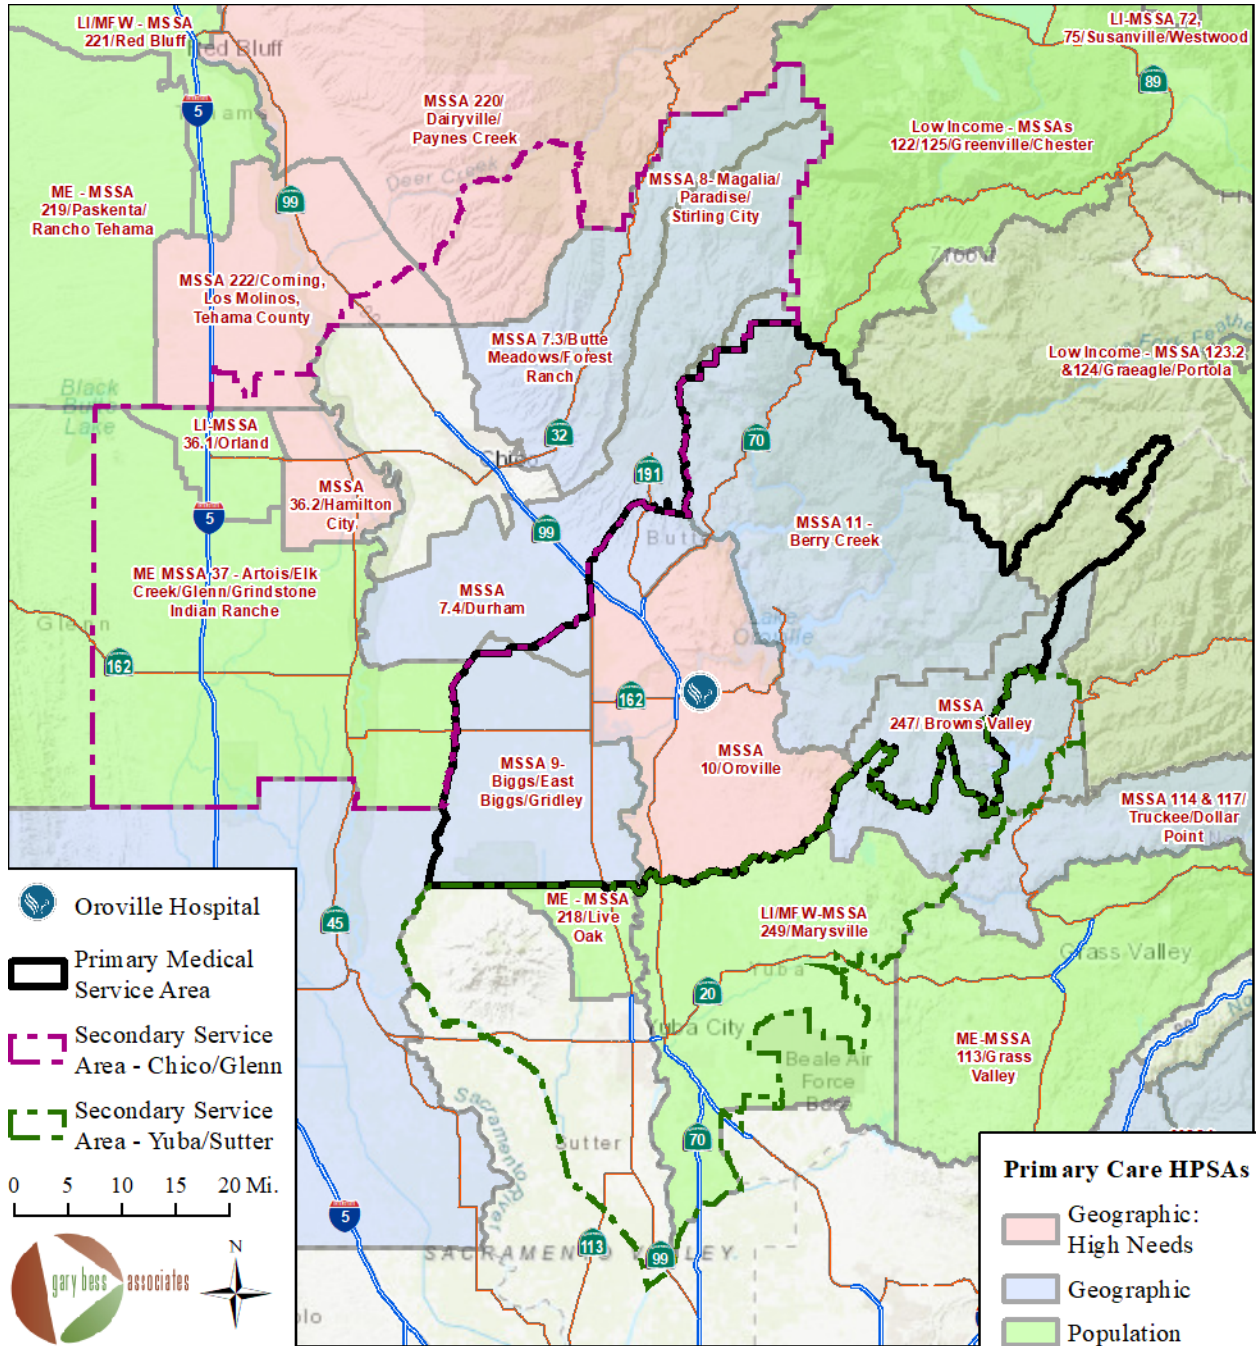 LI/MFW - MSSA
221/Red Bluff
Red Bluff
LI-MSSA 72,
75/Susanville/Westwood
89
5
Tehama
MSSA 220/
Dairyville/
Paynes Creek
Deer Creek
Low Income - MSSAs
122/125/Greenville/Chester
ME - MSSA
219/Paskenta/
Rancho Tehama
99
MSSA 8- Magalia/
Paradise/
Stirling City
MSSA 222/Corning,
Los Molinos,
Tehama County
MSSA 7.3/Butte
Meadows/Forest
Ranch
Low Income - MSSA 123.2
&124/Graeagle/Portola
Black
Butte
Lake
LI-MSSA
36.1/Orland
32
70
Chico
191
MSSA
36.2/Hamilton
City
5
99
Butte
MSSA 11 -
Berry Creek
ME MSSA 37 - Artois/Elk
Creek/Glenn/Grindstone
Indian Ranche
MSSA
7.4/Durham
Glenn
Lake
Oroville
162
162
MSSA
247/ Browns Valley
MSSA 9-
Biggs/East
Biggs/Gridley
MSSA
10/Oroville
MSSA 114 & 117/
Truckee/Dollar
Point
ME - MSSA
218/Live
Oak
LI/MFW-MSSA
249/Marysville
45
Grass Valley
Yuba
20
Yuba City
ME-MSSA
113/Grass
Valley
Beale Air
Force
Base
Sacramento River
Sutter
70
5
113
99
SACRAMENTO VALLEY
Oroville Hospital
Primary Medical
Service Area
Secondary Service
Area - Chico/Glenn
Secondary Service
Area - Yuba/Sutter
0 5 10 15 20 Mi.
gary bess associates
N
Primary Care HPSAs
Geographic:
High Needs
Geographic
Population